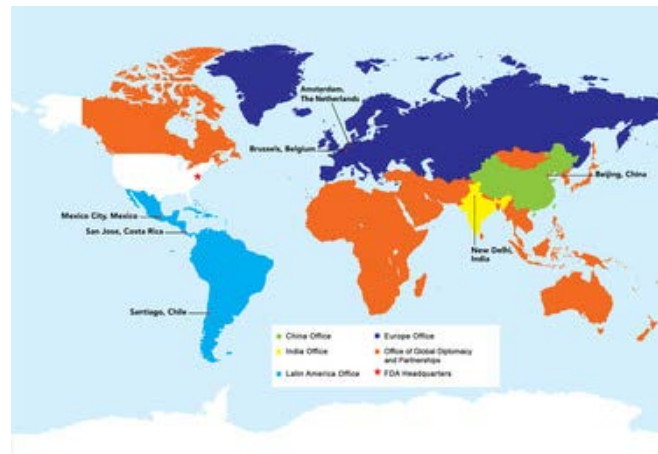 Amsterdam,
The Netherlands
Brussels, Belgium
Beijing, China
Mexico City, Mexico
San Jose, Costa Rica
New Delhi,
India
Santiago, Chile
China Office
Europe Office
India Office
Office of Global Diplomacy
and Partnerships
Latin America Office
FDA Headquarters